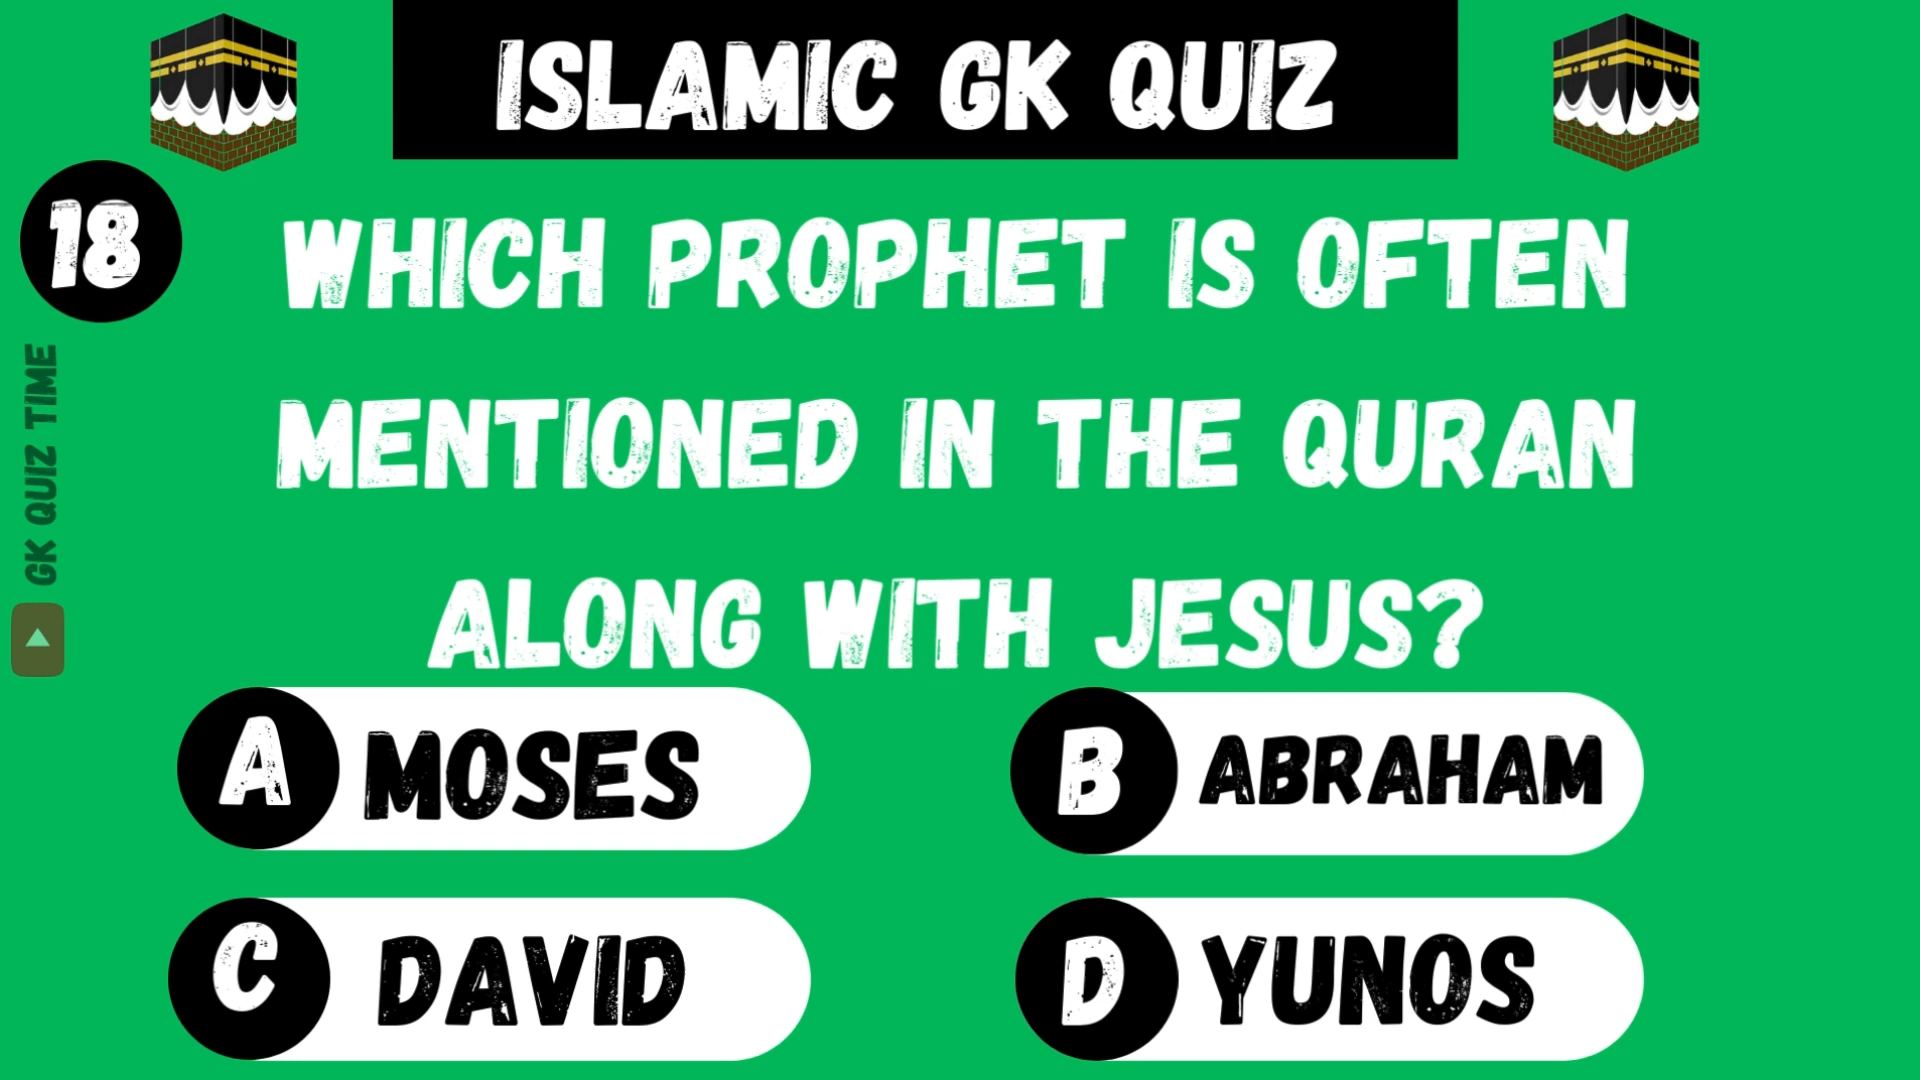 ISLAMIC GK QUIZ
18
WHICH PROPHET IS OFTEN
MENTIONED IN THE QURAN
ALONG WITH JESUS?
GK QUIZ TIME
A MOSES
B ABRAHAM
C DAVID
D YUNOS